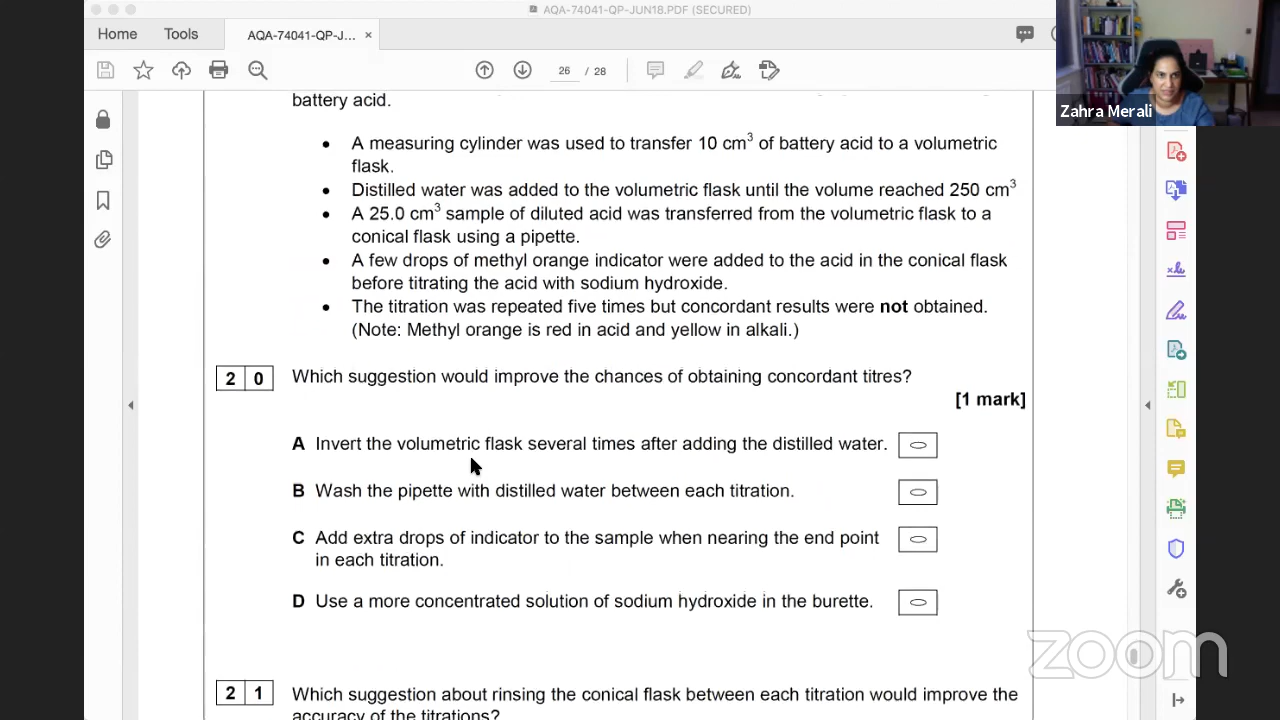 AQA-74041-QP-JUN18.PDF (SECURED)
Home
Tools
AQA-74041-QP-J...
×
26 / 28
Zahra Merali
battery acid.
• A measuring cylinder was used to transfer 10 cm³ of battery acid to a volumetric
flask.
• Distilled water was added to the volumetric flask until the volume reached 250 cm³
• A 25.0 cm³ sample of diluted acid was transferred from the volumetric flask to a
conical flask using a pipette.
• A few drops of methyl orange indicator were added to the acid in the conical flask
before titrating the acid with sodium hydroxide.
• The titration was repeated five times but concordant results were not obtained.
(Note: Methyl orange is red in acid and yellow in alkali.)
2 0 Which suggestion would improve the chances of obtaining concordant titres?
[1 mark]
A Invert the volumetric flask several times after adding the distilled water.
B Wash the pipette with distilled water between each titration.
C Add extra drops of indicator to the sample when nearing the end point
in each titration.
D Use a more concentrated solution of sodium hydroxide in the burette.
zoom
2 1 Which suggestion about rinsing the conical flask between each titration would improve the
accuracy of the titrations?